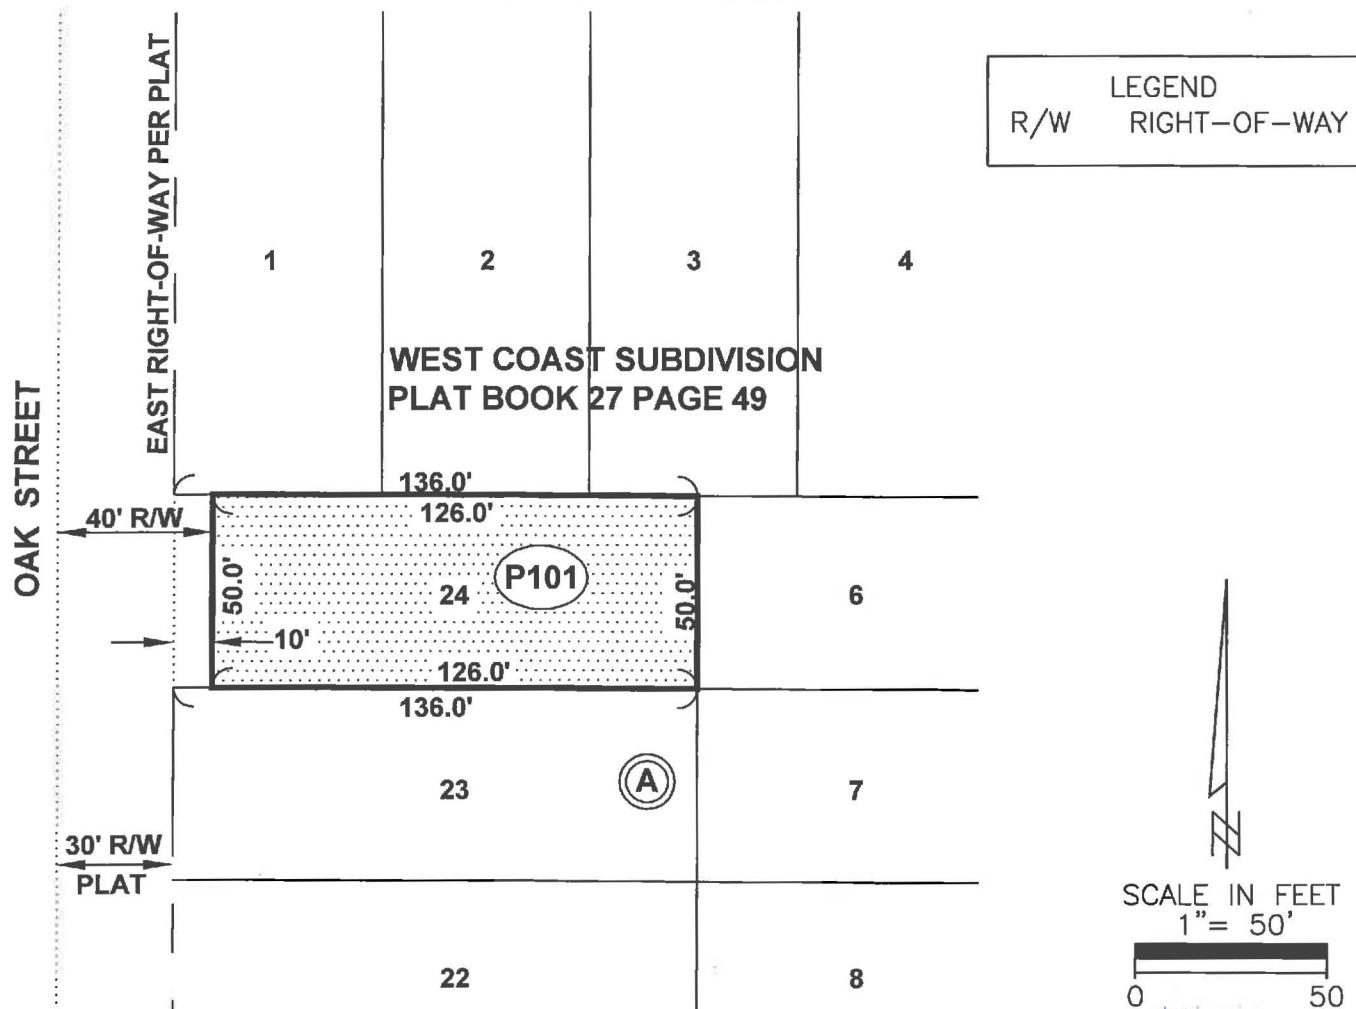 LEGEND
R/W RIGHT-OF-WAY
EAST RIGHT-OF-WAY PER PLAT
1
2
3
4
WEST COAST SUBDIVISION
PLAT BOOK 27 PAGE 49
OAK STREET
136.0'
126.0'
40' R/W
50.0'
24
P101
50.0'
6
10'
126.0'
136.0'
23
A
7
30' R/W
PLAT
22
8
N
SCALE IN FEET
1"= 50'
0 50